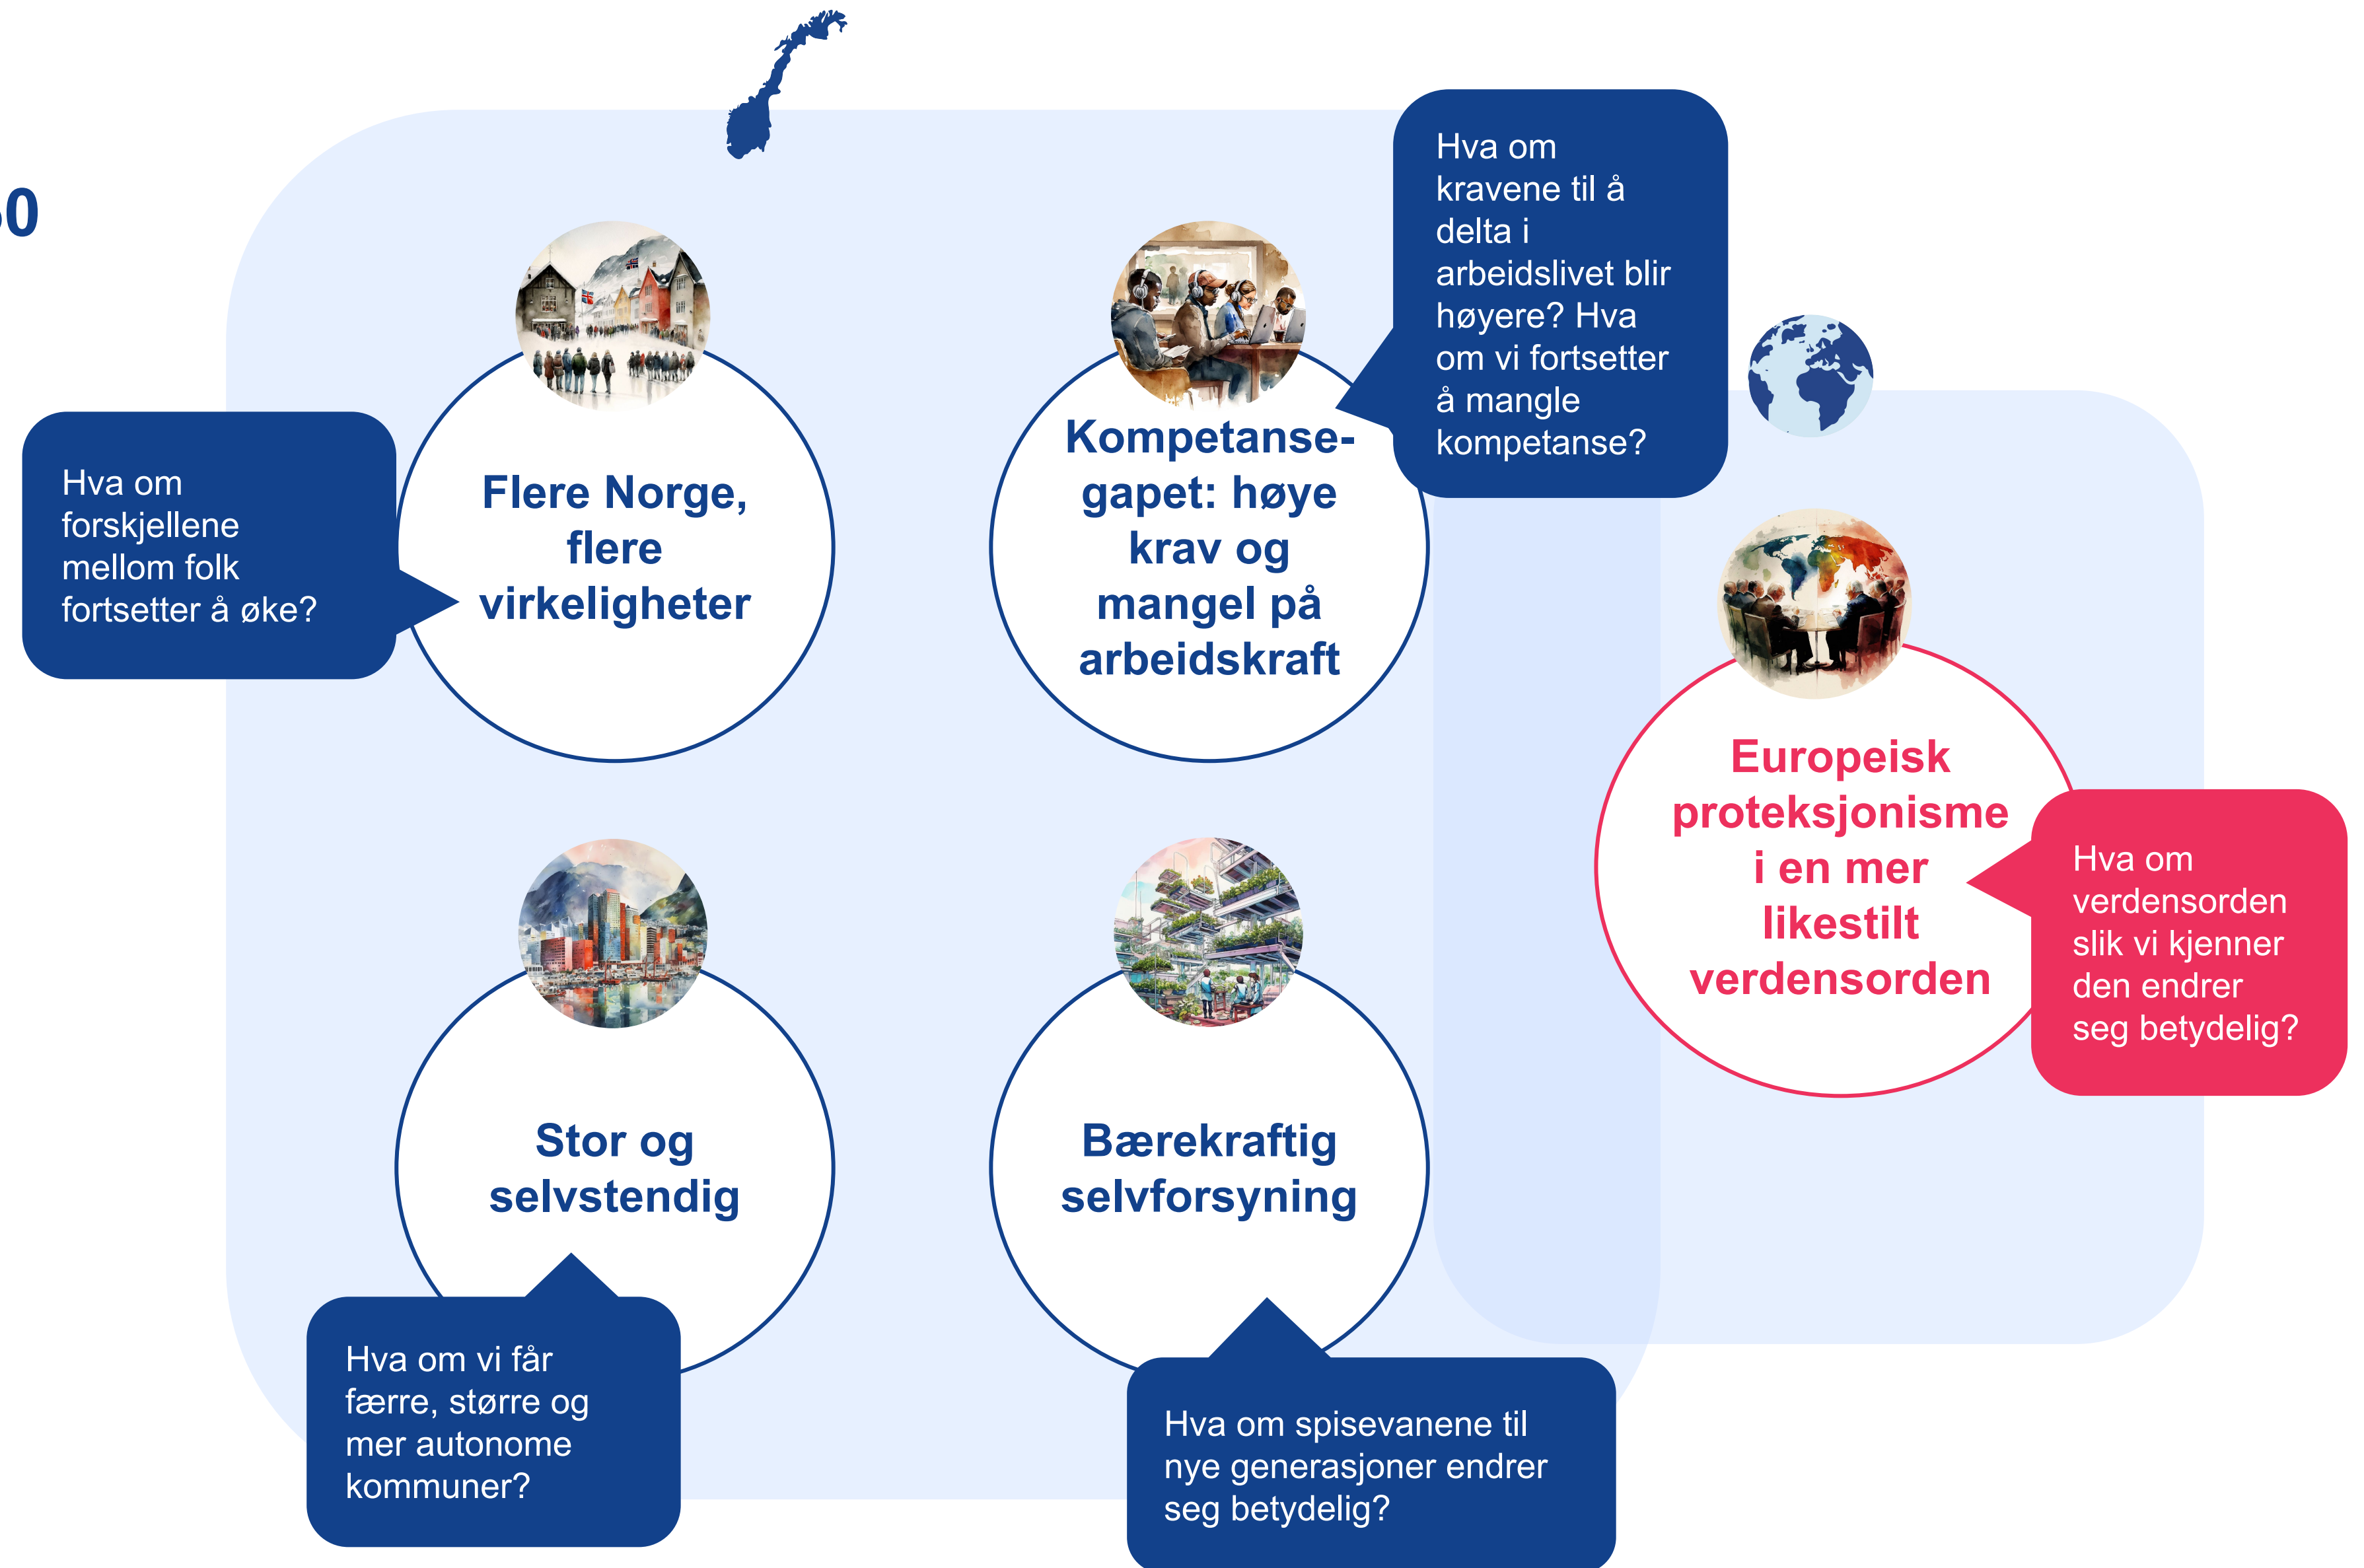 Hva om
kravene til å
delta i
arbeidslivet blir
høyere? Hva
om vi fortsetter
å mangle
kompetanse?
Hva om
forskjellene
mellom folk
fortsetter å øke?
Flere Norge,
flere
virkeligheter
Kompetanse-
gapet: høye
krav og
mangel på
arbeidskraft
Europeisk
proteksjonisme
i en mer
likestilt
verdensorden
Hva om
verdensorden
slik vi kjenner
den endrer
seg betydelig?
Stor og
selvstendig
Bærekraftig
selvforsyning
Hva om vi får
færre, større og
mer autonome
kommuner?
Hva om spisevanene til
nye generasjoner endrer
seg betydelig?